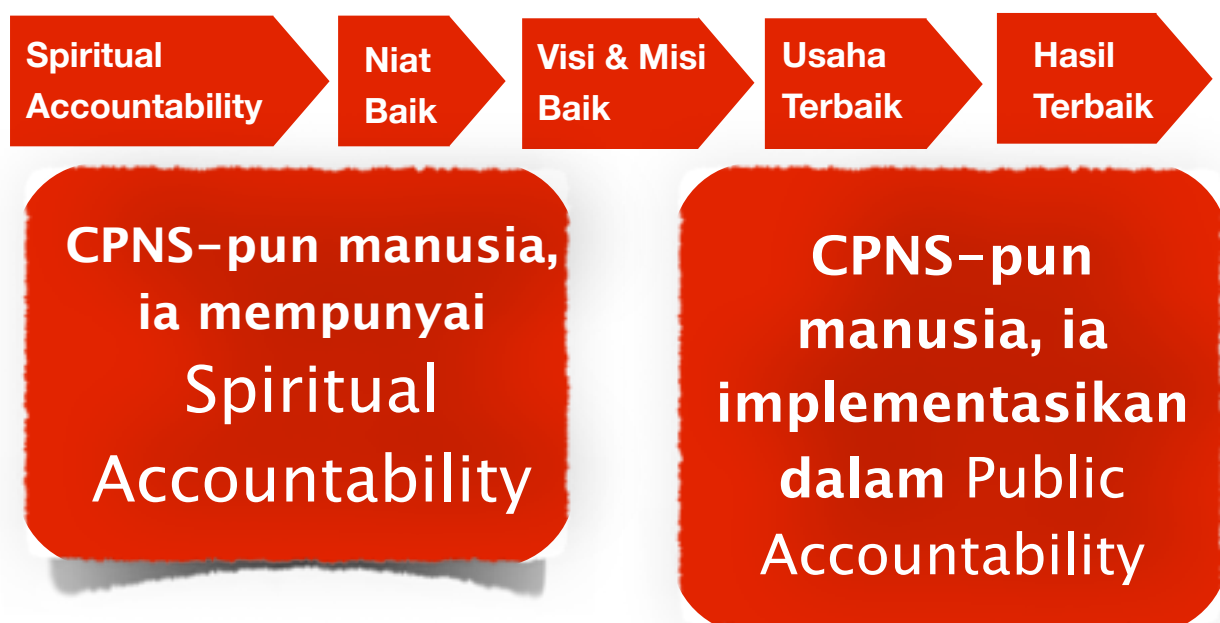 Spiritual
Accountability
Niat
Baik
Visi & Misi
Baik
Usaha
Terbaik
Hasil
Terbaik
CPNS-pun manusia,
ia mempunyai
Spiritual
Accountability
CPNS-pun
manusia, ia
implementasikan
dalam Public
Accountability